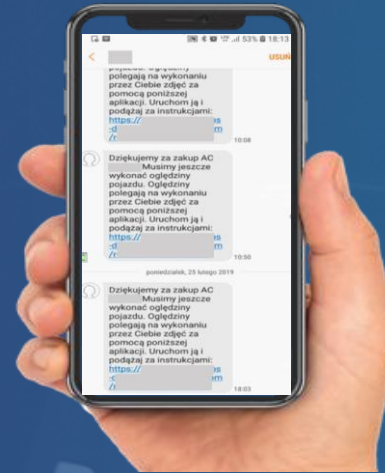 53% 18:13
USUŃ
pojazdu. Oględziny
polegają na wykonaniu
przez Ciebie zdjęć za
pomocą poniższej
aplikacji. Uruchom ją i
podążaj za instrukcjami:
https://
/r
10:08
Dziękujemy za zakup AC
Musimy jeszcze
wykonać oględziny
pojazdu. Oględziny
polegają na wykonaniu
przez Ciebie zdjęć za
pomocą poniższej
aplikacji. Uruchom ją i
podążaj za instrukcjami:
https://
/r
10:50
poniedziałek, 25 lutego 2019
Dziękujemy za zakup AC
Musimy jeszcze
wykonać oględziny
pojazdu. Oględziny
polegają na wykonaniu
przez Ciebie zdjęć za
pomocą poniższej
aplikacji. Uruchom ją i
podążaj za instrukcjami:
https://
18:03